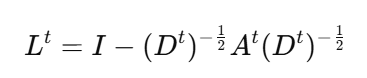 $L^t = I - (D^t)^{-\frac{1}{2}} A^t (D^t)^{-\frac{1}{2}}$